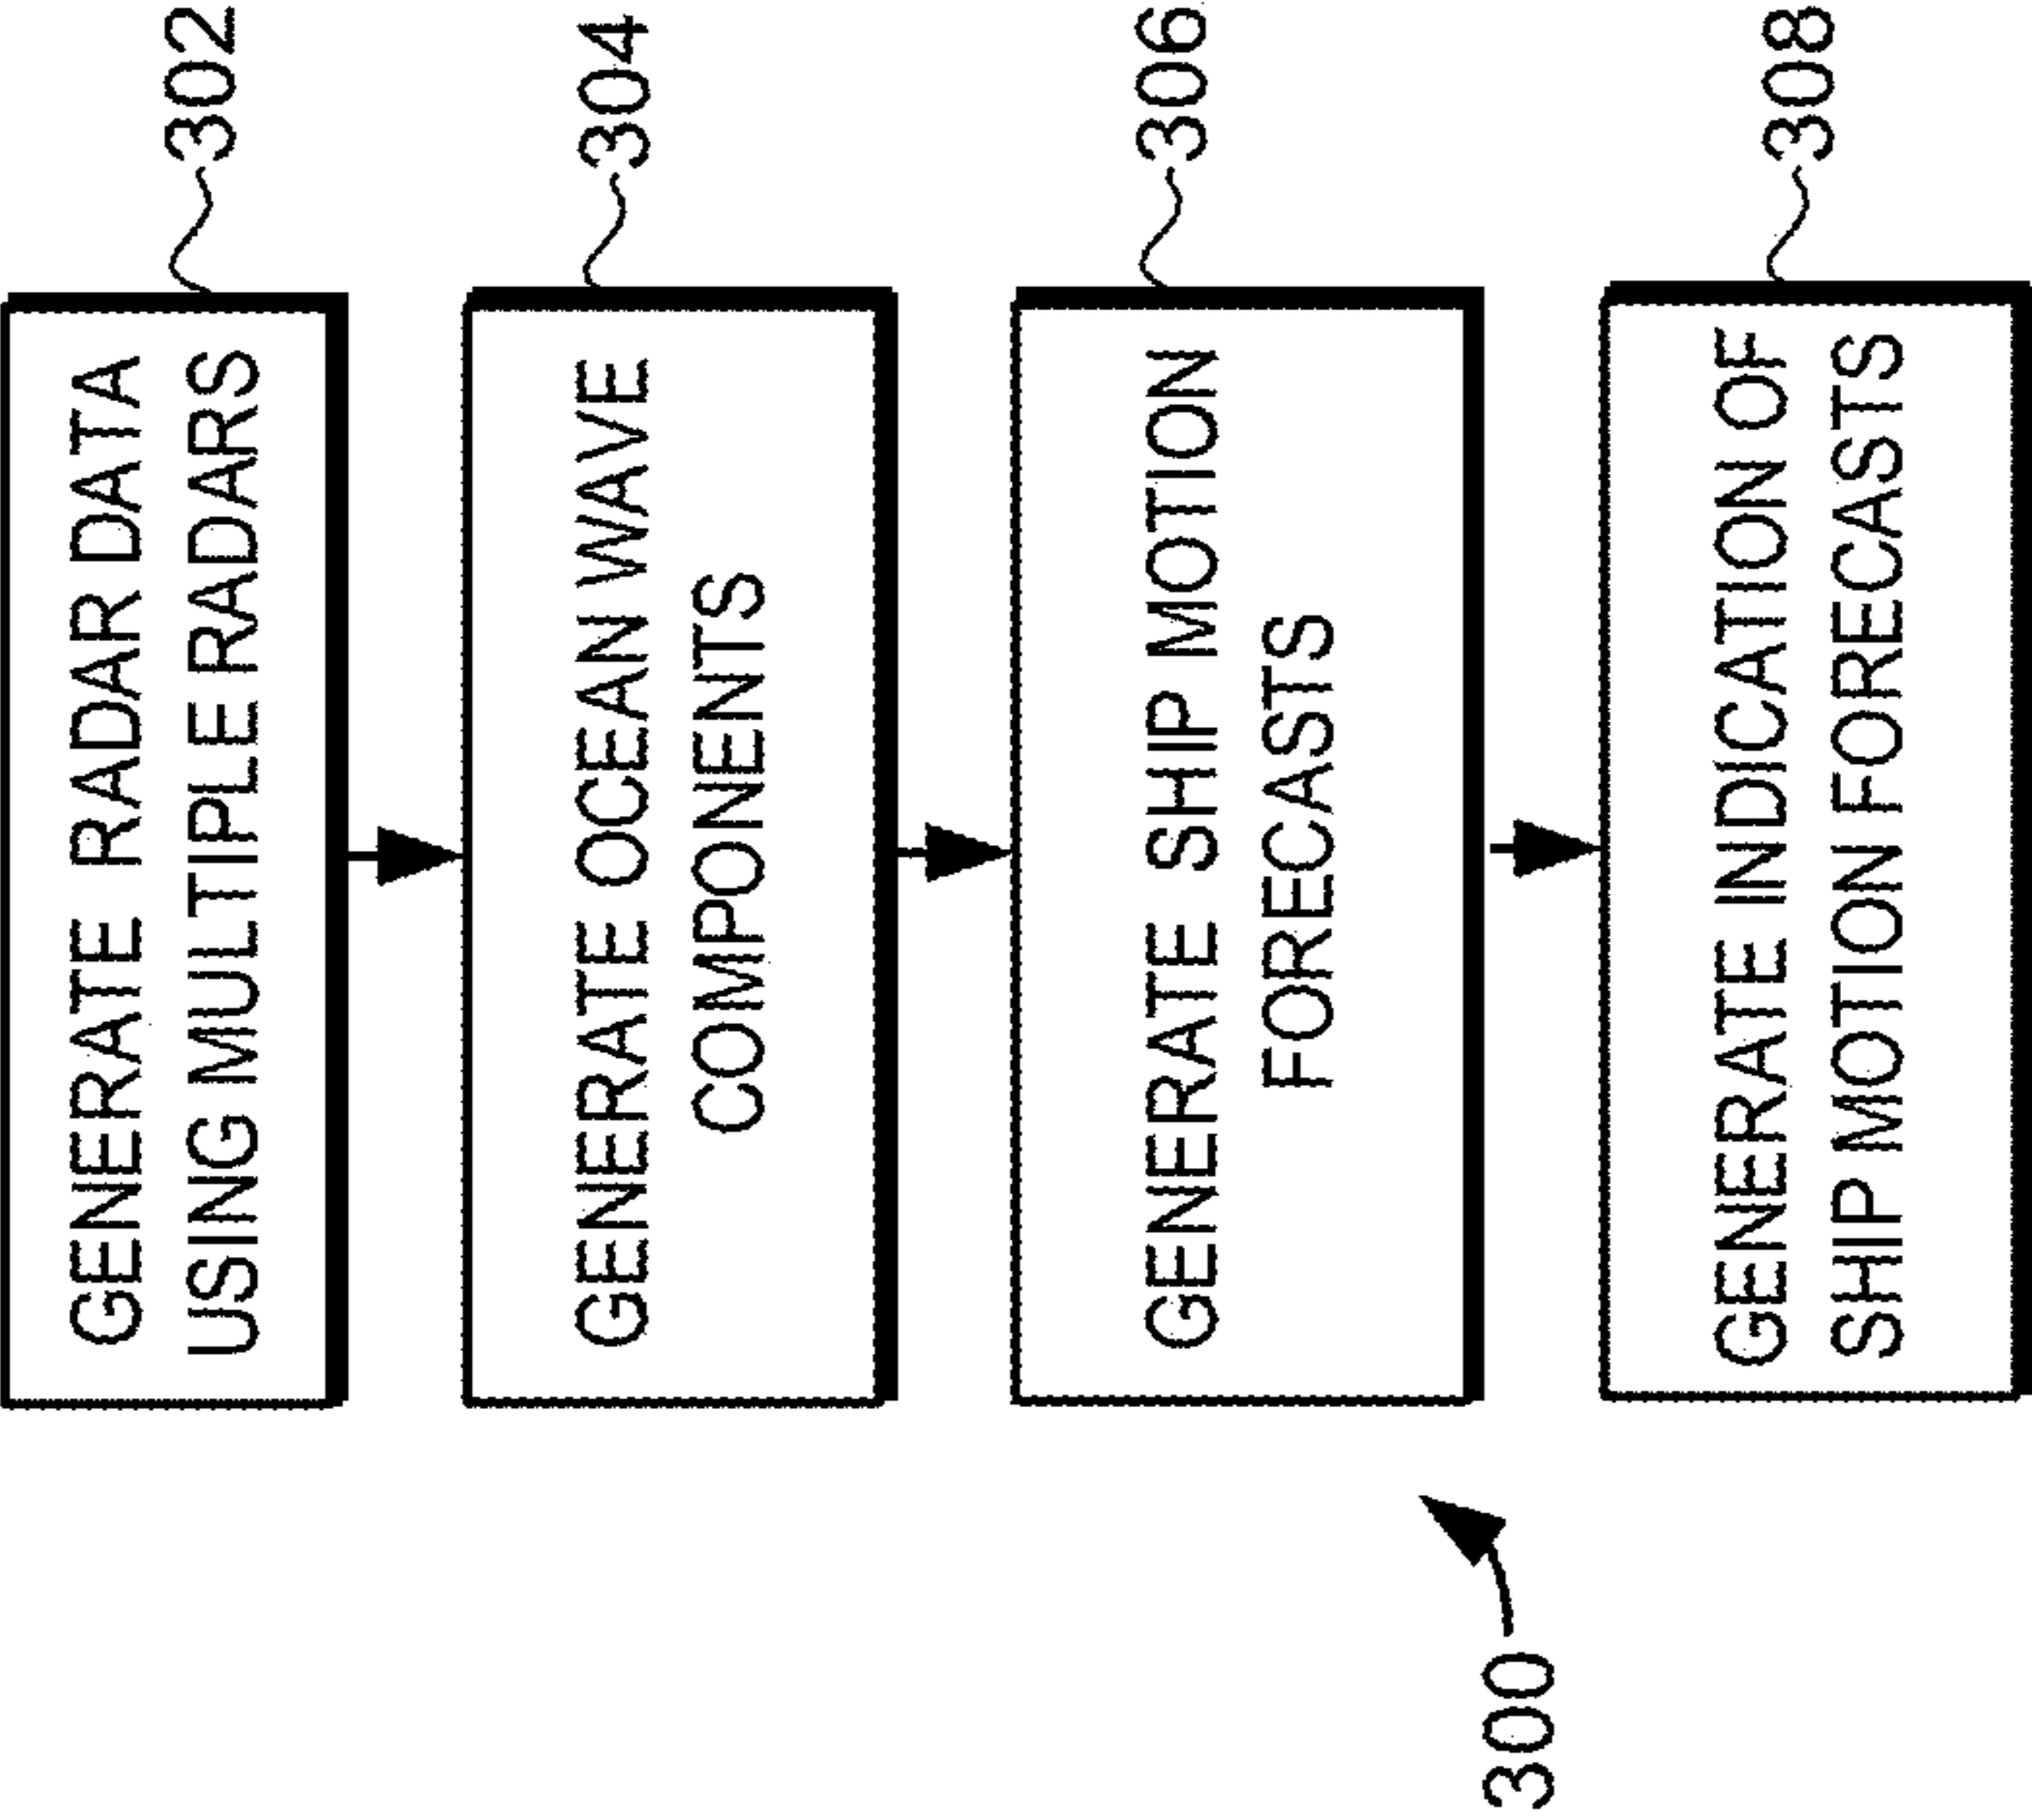 GENERATE RADAR DATA
USING MULTIPLE RADARS
302
GENERATE OCEAN WAVE
COMPONENTS
304
GENERATE SHIP MOTION
FORECASTS
306
GENERATE INDICATION OF
SHIP MOTION FORECASTS
308
300